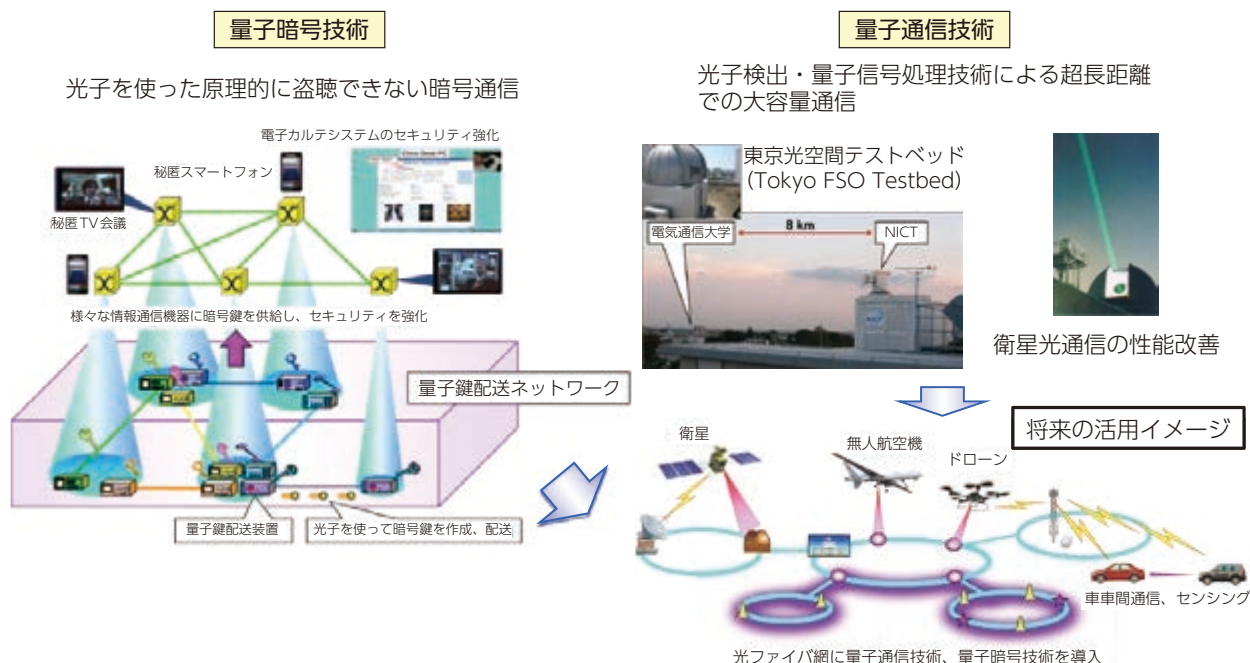 量子暗号技術
光子を使った原理的に盗聴できない暗号通信
電子カルテシステムのセキュリティ強化
秘匿スマートフォン
秘匿TV会議
様々な情報通信機器に暗号鍵を供給し、セキュリティを強化
量子鍵配送ネットワーク
量子鍵配送装置
光子を使って暗号鍵を作成、配送
量子通信技術
光子検出・量子信号処理技術による超長距離
での大容量通信
東京光空間テストベッド
(Tokyo FSO Testbed)
電気通信大学
8 km
NICT
衛星光通信の性能改善
将来の活用イメージ
衛星
無人航空機
ドローン
車車間通信、センシング
光ファイバ網に量子通信技術、量子暗号技術を導入